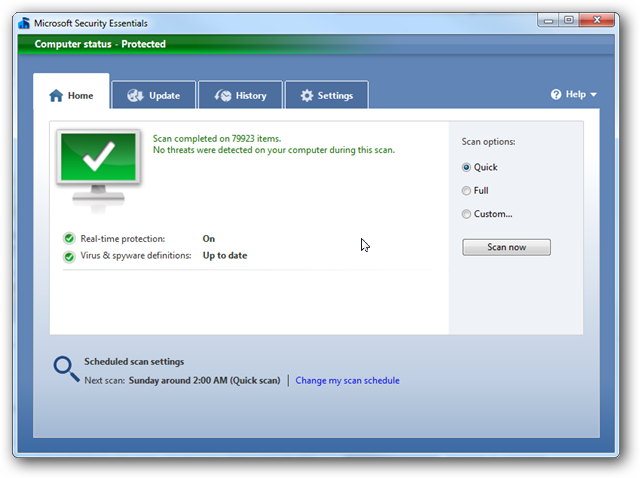 Microsoft Security Essentials
Computer status - Protected
Home
Update
History
Settings
Help
Scan completed on 79923 items.
No threats were detected on your computer during this scan.
Real-time protection: On
Virus & spyware definitions: Up to date
Scan options:
Quick
Full
Custom...
Scan now
Scheduled scan settings
Next scan: Sunday around 2:00 AM (Quick scan) | Change my scan schedule